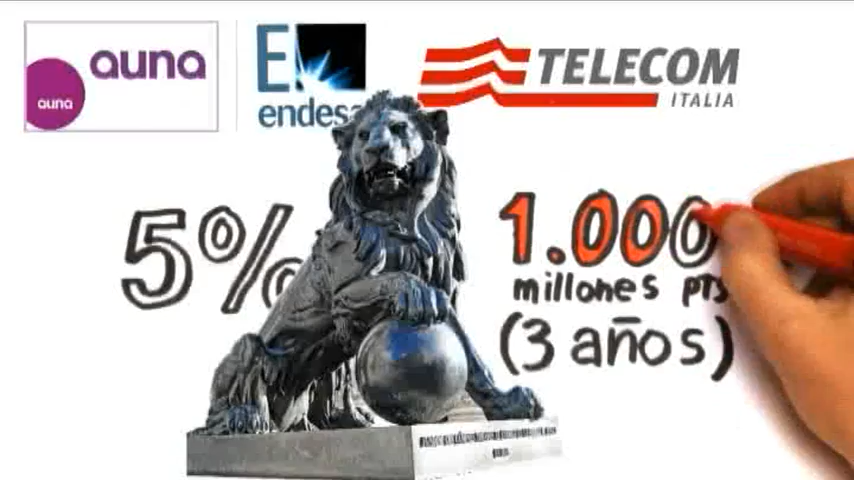 auna
auna
E
endesa
TELECOM
ITALIA
5%
1.000
millones pts
(3 años)